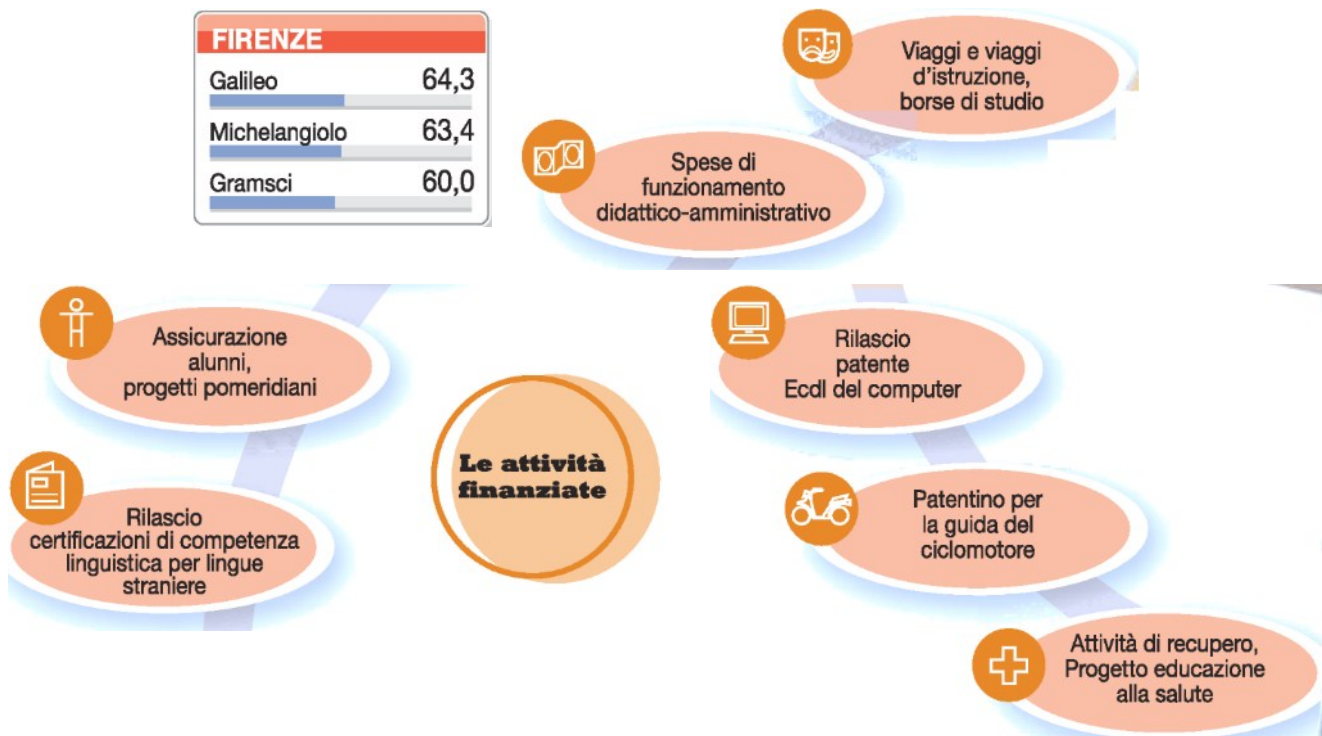 FIRENZE
Galileo 64,3
Michelangiolo 63,4
Gramsci 60,0
Viaggi e viaggi
d'istruzione,
borse di studio
Spese di
funzionamento
didattico-amministrativo
Assicurazione
alunni,
progetti pomeridiani
Rilascio
certificazioni di competenza
linguistica per lingue
straniere
Le attività
finanziate
Rilascio
patente
Ecdl del computer
Patentino per
la guida del
ciclomotore
Attività di recupero,
Progetto educazione
alla salute